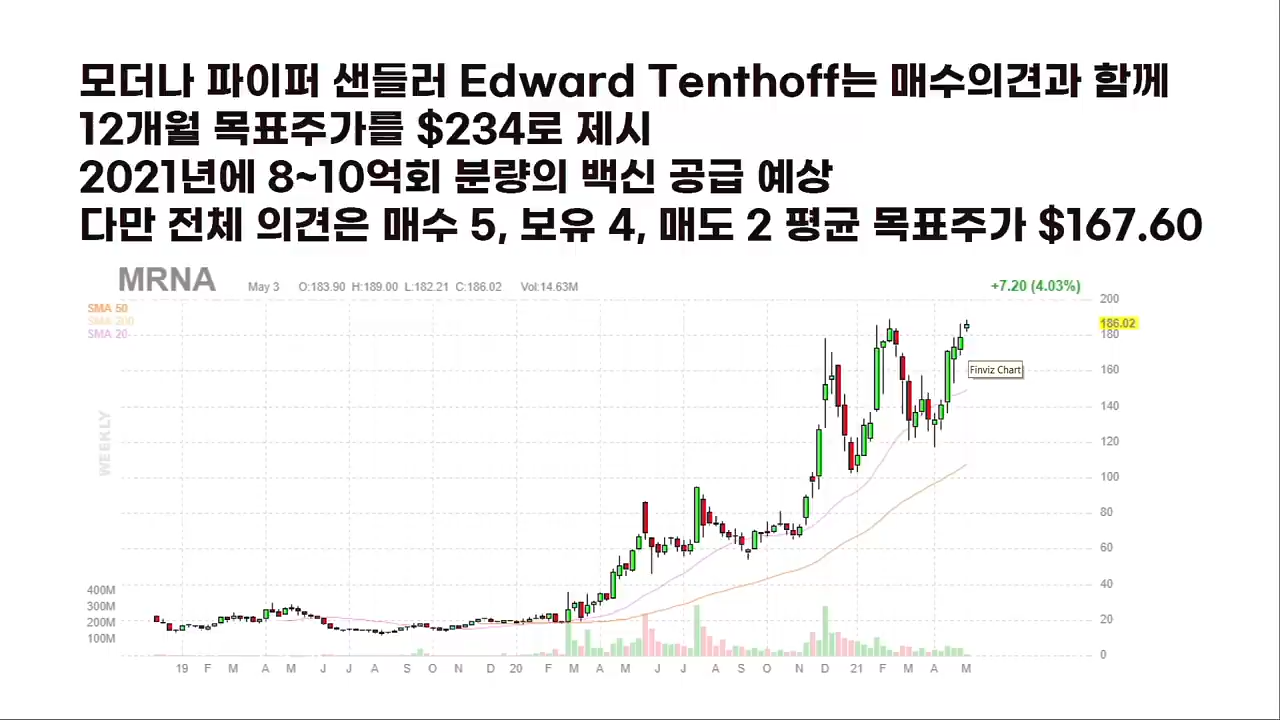 모더나 파이퍼 샌들러 Edward Tenthoff는 매수의견과 함께
12개월 목표주가를 $234로 제시
2021년에 8~10억회 분량의 백신 공급 예상
다만 전체 의견은 매수 5, 보유 4, 매도 2 평균 목표주가 $167.60
MRNA May 3 O:183.90 H:189.00 L:182.21 C:186.02 Vol:14.63M +7.20 (4.03%)
SMA 50
SMA 200
SMA 20
200
186.02
180
Finviz Chart
160
140
WEEKLY
120
100
80
60
400M
40
300M
200M
20
100M
0
19 F M A M J J A S O N D 20 F M A M J J A S O N D 21 F M A M